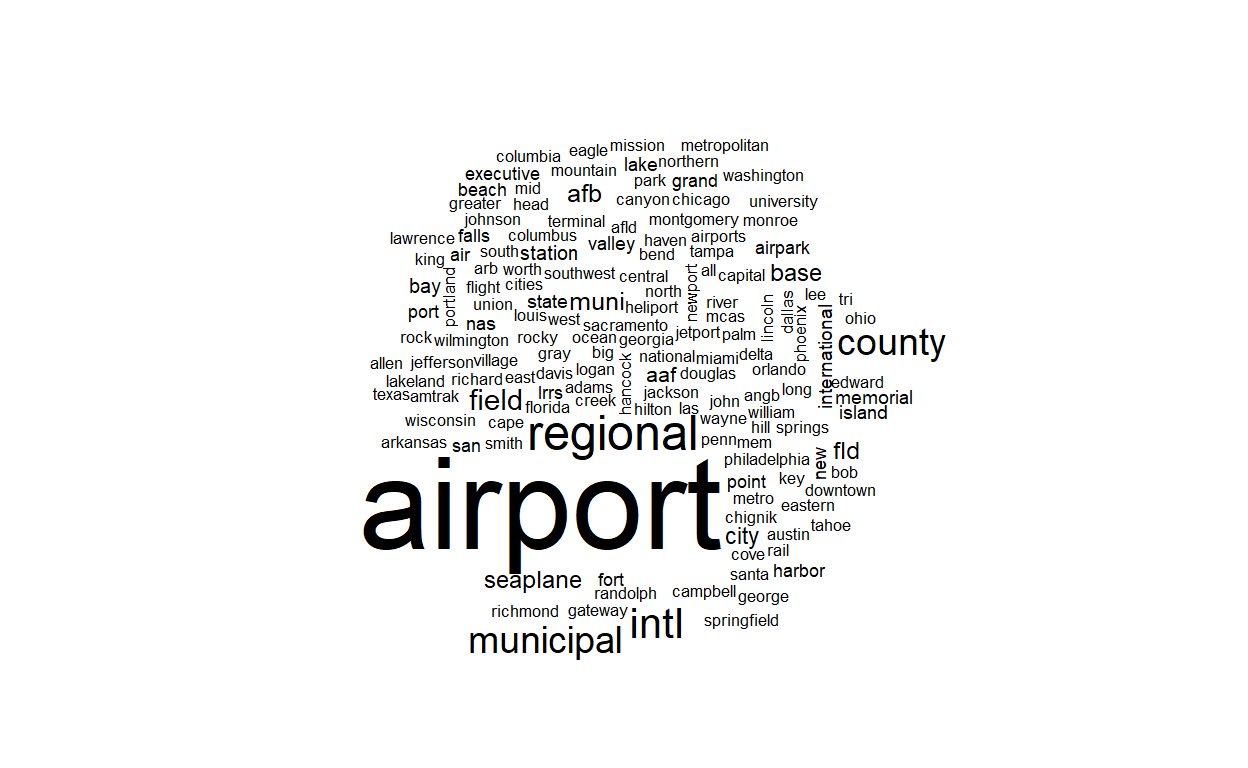 mission metropolitan
columbia eagle
lake northern
executive mountain
park grand washington
beach mid afb
canyon chicago university
greater head
johnson terminal montgomery monroe
afld
lawrence falls columbus valley haven airports
king air south station bend tampa airpark
arb worth southwest central all capital base
portland newport
bay flight cities north
union state muni heliport river lincoln dallas lee tri
port louis west mcas phoenix international ohio
nas sacramento
rock wilmington rocky ocean georgia jetport palm county
gray big national miami delta
allen jefferson village davis logan hancock aaf douglas orlando
lakeland richard east edward
texas amtrak field lrrs adams jackson john angb long memorial
florida creek hilton las william island
wisconsin cape regional wayne hill springs
arkansas san smith penn mem
philadelphia new fld
airport point key bob
metro downtown
chignik eastern
city austin tahoe
cove rail
seaplane fort santa harbor
randolph campbell george
richmond gateway intl springfield
municipal